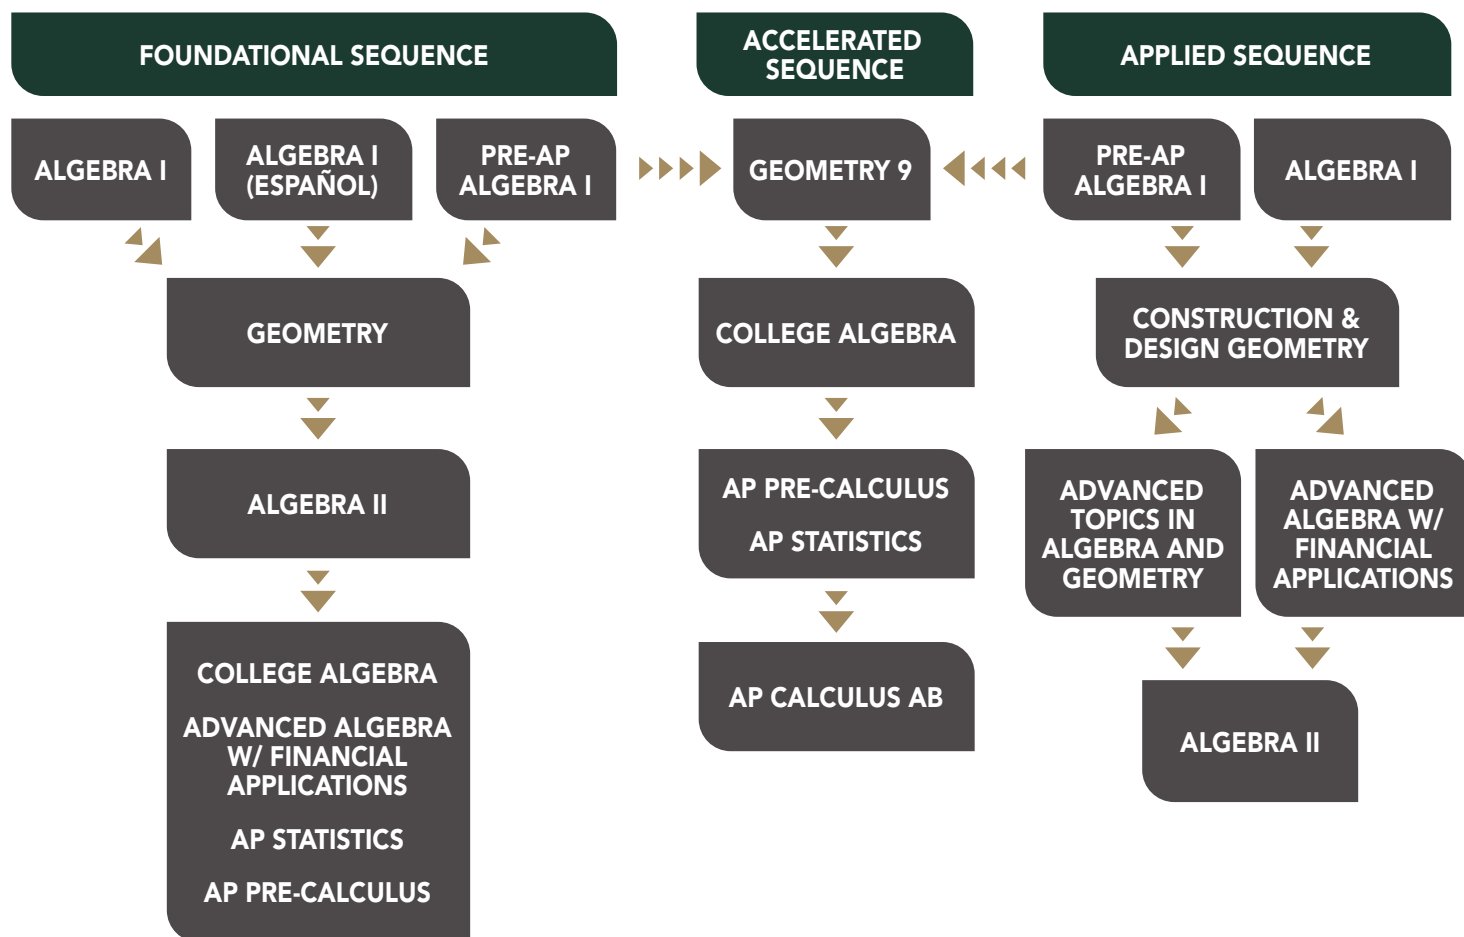 FOUNDATIONAL SEQUENCE
ACCELERATED
SEQUENCE
APPLIED SEQUENCE
ALGEBRA I
ALGEBRA I
(ESPAÑOL)
PRE-AP
ALGEBRA I
GEOMETRY 9
PRE-AP
ALGEBRA I
ALGEBRA I
GEOMETRY
COLLEGE ALGEBRA
CONSTRUCTION &
DESIGN GEOMETRY
ALGEBRA II
AP PRE-CALCULUS
AP STATISTICS
ADVANCED
TOPICS IN
ALGEBRA AND
GEOMETRY
ADVANCED
ALGEBRA W/
FINANCIAL
APPLICATIONS
COLLEGE ALGEBRA
ADVANCED ALGEBRA
W/ FINANCIAL
APPLICATIONS
AP STATISTICS
AP PRE-CALCULUS
AP CALCULUS AB
ALGEBRA II